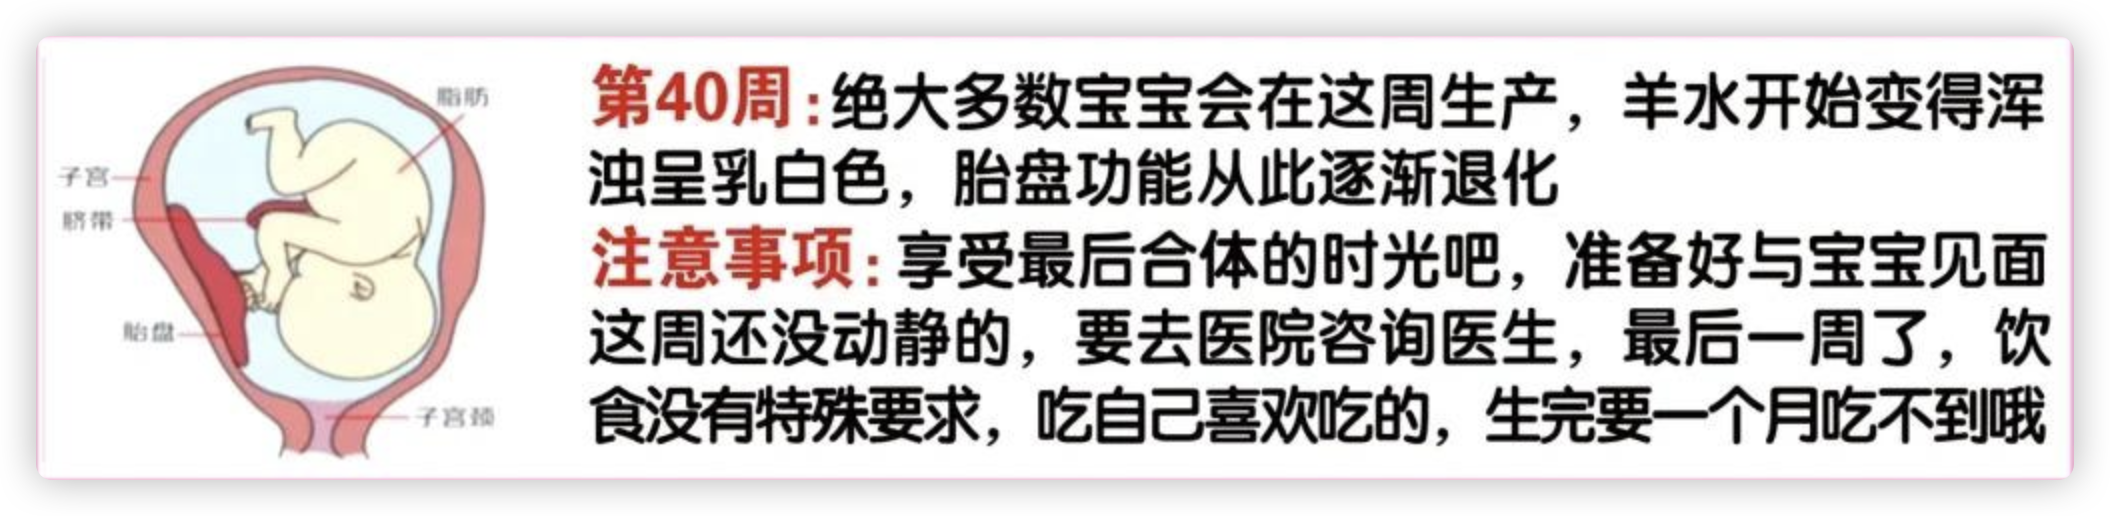 脂肪
子宫
脐带
胎盘
子宫颈
第40周:绝大多数宝宝会在这周生产，羊水开始变得浑
浊呈乳白色，胎盘功能从此逐渐退化
注意事项:享受最后合体的时光吧，准备好与宝宝见面
这周还没动静的，要去医院咨询医生，最后一周了，饮
食没有特殊要求，吃自己喜欢吃的，生完要一个月吃不到哦